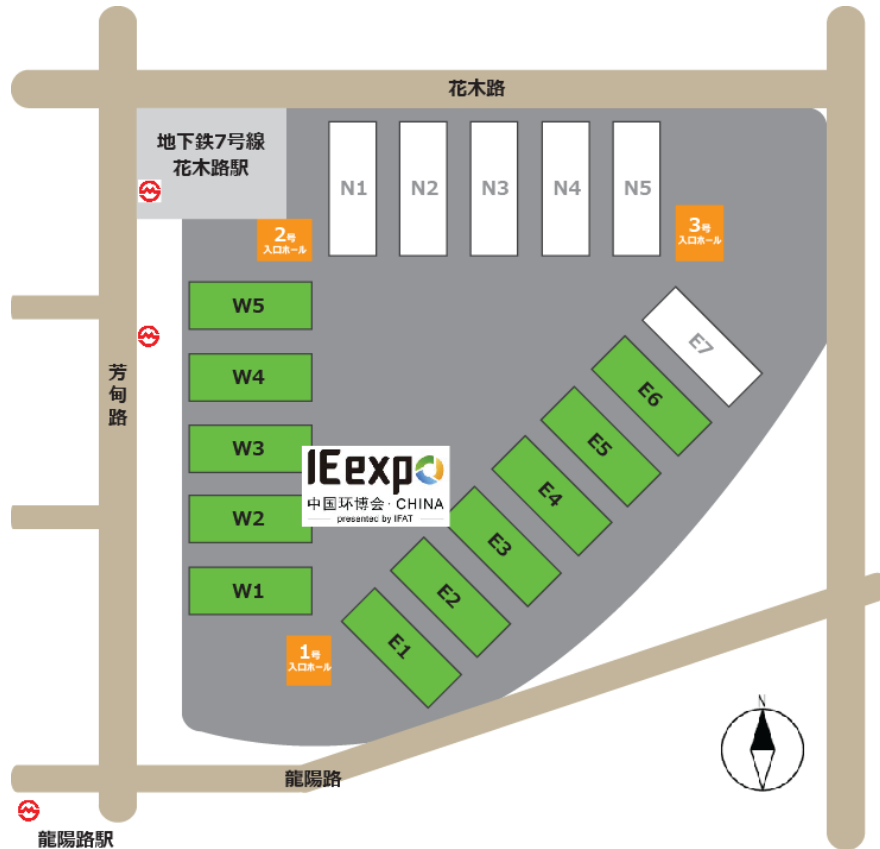 花木路
地下鉄7号線
花木路駅
N1
N2
N3
N4
N5
2号
入口ホール
3号
入口ホール
W5
W4
W3
W2
W1
芳甸路
E7
E6
E5
E4
E3
E2
E1
IEexpo
中国环博会·CHINA
presented by IFAT
1号
入口ホール
N
龍陽路
龍陽路駅